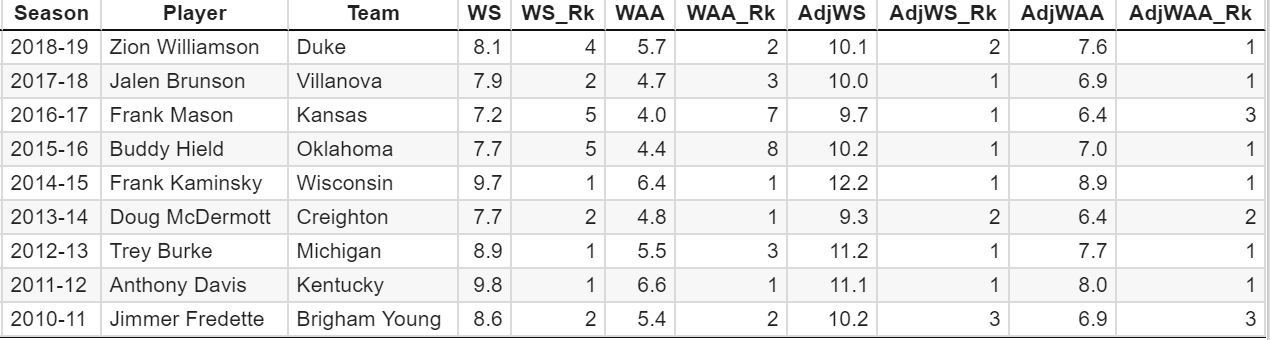 Season Player Team WS WS_Rk WAA WAA_Rk AdjWS AdjWS_Rk AdjWAA AdjWAA_Rk
2018-19 Zion Williamson Duke 8.1 4 5.7 2 10.1 2 7.6 1
2017-18 Jalen Brunson Villanova 7.9 2 4.7 3 10.0 1 6.9 1
2016-17 Frank Mason Kansas 7.2 5 4.0 7 9.7 1 6.4 3
2015-16 Buddy Hield Oklahoma 7.7 5 4.4 8 10.2 1 7.0 1
2014-15 Frank Kaminsky Wisconsin 9.7 1 6.4 1 12.2 1 8.9 1
2013-14 Doug McDermott Creighton 7.7 2 4.8 1 9.3 2 6.4 2
2012-13 Trey Burke Michigan 8.9 1 5.5 3 11.2 1 7.7 1
2011-12 Anthony Davis Kentucky 9.8 1 6.6 1 11.1 1 8.0 1
2010-11 Jimmer Fredette Brigham Young 8.6 2 5.4 2 10.2 3 6.9 3